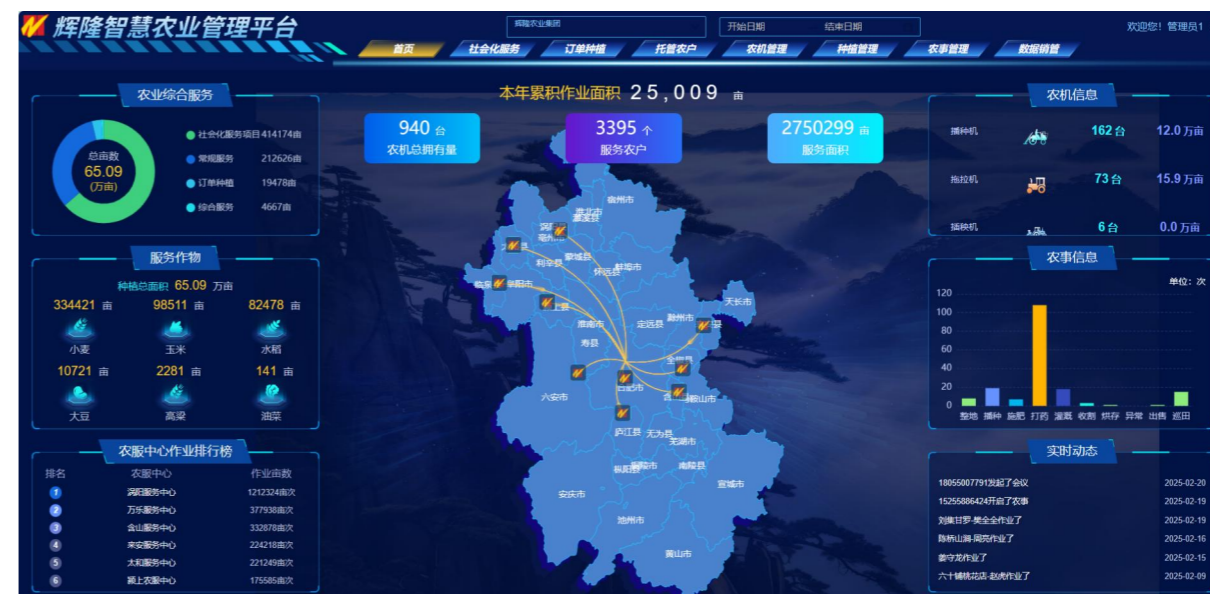 辉隆智慧农业管理平台
辉隆农业集团
开始日期 结束日期
欢迎您！管理员1
首页 社会化服务 订单种植 托管农户 农机管理 种植管理 农事管理 数据销管
农业综合服务
总亩数
65.09
(万亩)
社会化服务项目 414174亩
常规服务 212626亩
订单种植 19478亩
综合服务 4667亩
服务作物
种植总面积 65.09 万亩
334421 亩 98511 亩 82478 亩
小麦 玉米 水稻
10721 亩 2281 亩 141 亩
大豆 高粱 油菜
农服中心作业排行榜
排名 农服中心 作业亩数
1 涡阳服务中心 1212324亩次
2 万乐服务中心 377938亩次
3 含山服务中心 332878亩次
4 来安服务中心 224218亩次
5 太和服务中心 221249亩次
6 颍上农服中心 175585亩次
本年累积作业面积 25,009 亩
940 台
农机总拥有量
3395 个
服务农户
2750299 亩
服务面积
宿州市
淮北市
濉溪县
利辛县
蒙城县
怀远县
蚌埠市
阜阳市
天长市
淮南市
定远县
滁州市
寿县
合肥市
六安市
马鞍山市
庐江县
无为县
芜湖市
枞阳县
铜陵市
南陵县
宣城市
安庆市
池州市
黄山市
农机信息
播种机 162 台 12.0 万亩
拖拉机 73 台 15.9 万亩
插秧机 6 台 0.0 万亩
农事信息
单位：次
120
100
80
60
40
20
0
整地 播种 施肥 打药 灌溉 收割 烘存 异常 出售 巡田
实时动态
18055007791发起了会议 2025-02-20
15255886424开启了农事 2025-02-19
刘集甘罗-樊全全作业了 2025-02-19
陈桥山涧-周亮作业了 2025-02-16
姜守龙作业了 2025-02-15
六十铺桃花店-赵虎作业了 2025-02-09